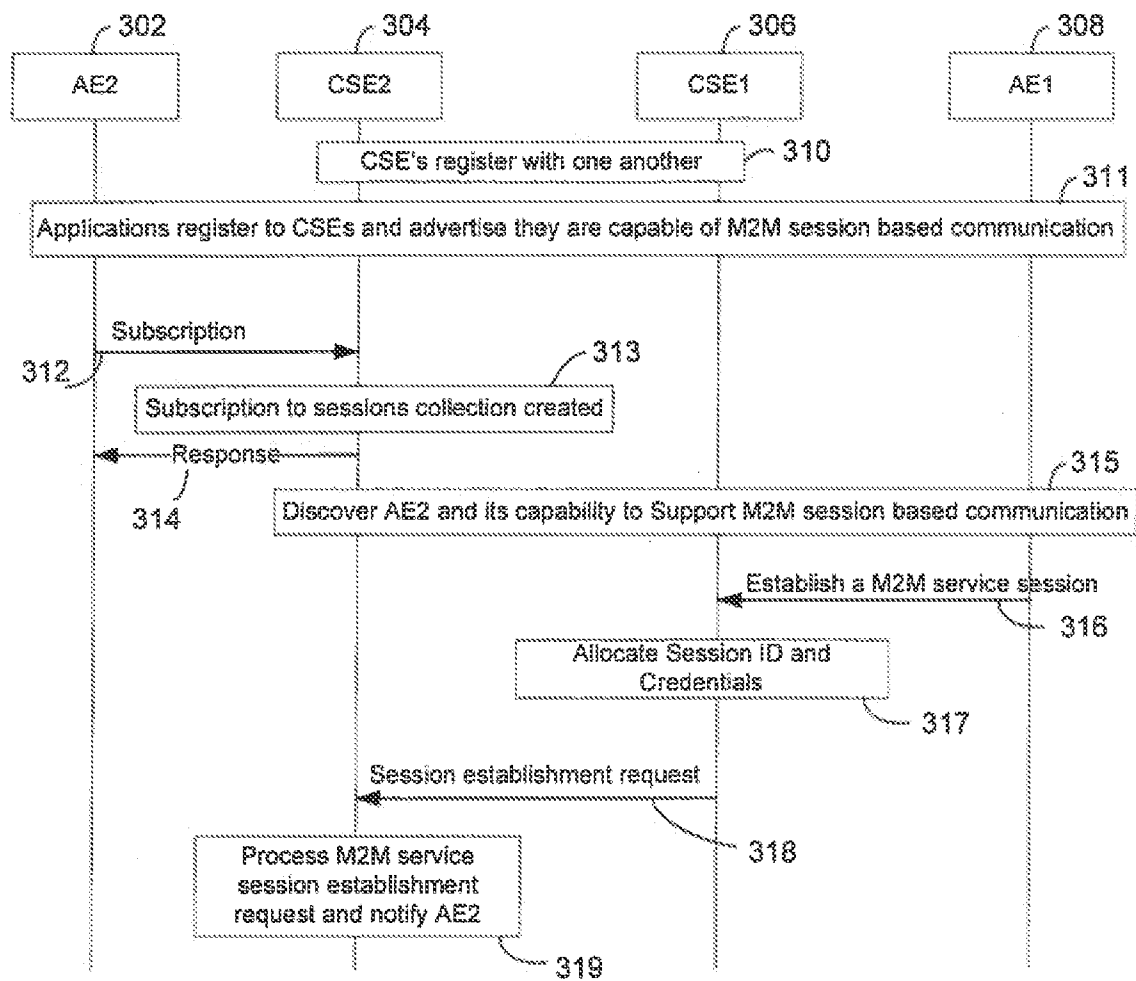 302
304
306
308
AE2
CSE2
CSE1
AE1
CSE's register with one another
310
311
Applications register to CSEs and advertise they are capable of M2M session based communication
Subscription
312
313
Subscription to sessions collection created
Response
314
315
Discover AE2 and its capability to Support M2M session based communication
Establish a M2M service session
316
Allocate Session ID and
Credentials
317
Session establishment request
318
Process M2M service
session establishment
request and notify AE2
319